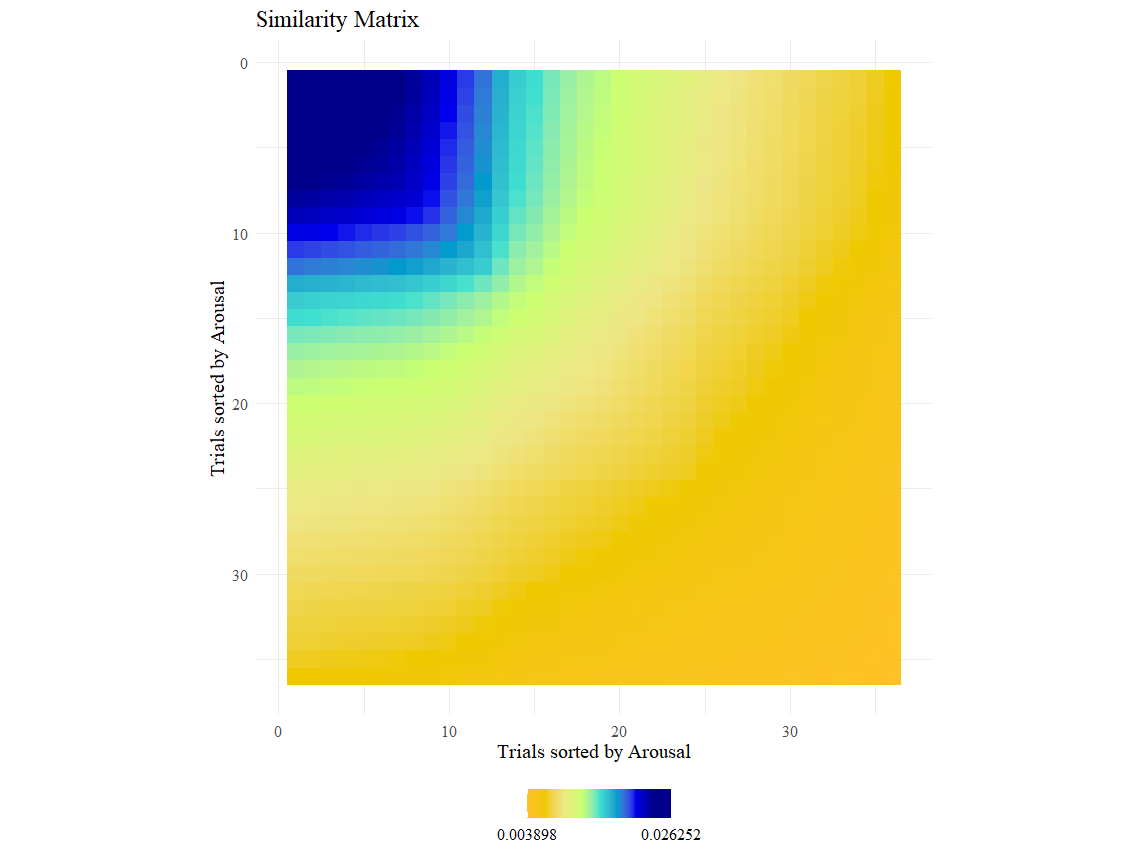 Similarity Matrix
0
10
20
30
Trials sorted by Arousal
0 10 20 30
Trials sorted by Arousal
0.003898 0.026252